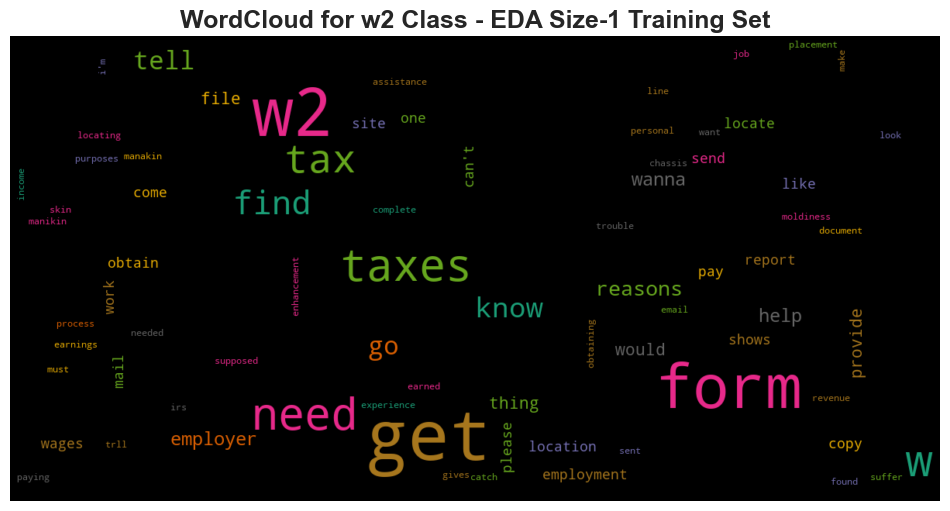 WordCloud for w2 Class - EDA Size-1 Training Set
placement
i'm
tell
job
make
assistance
file
w2
line
site
one
locate
personal
want
look
locating
can't
tax
purposes
manakin
chassis
send
wanna
like
income
come
find
skin
manikin
complete
moldiness
trouble
document
obtain
taxes
enhancement
pay
report
work
reasons
know
email
help
process
needed
earnings
go
obtaining
would
shows
provide
must
mail
supposed
form
earned
revenue
irs
need
experience
thing
get
employer
please
wages
trll
location
sent
copy
w
paying
gives
catch
employment
found
suffer